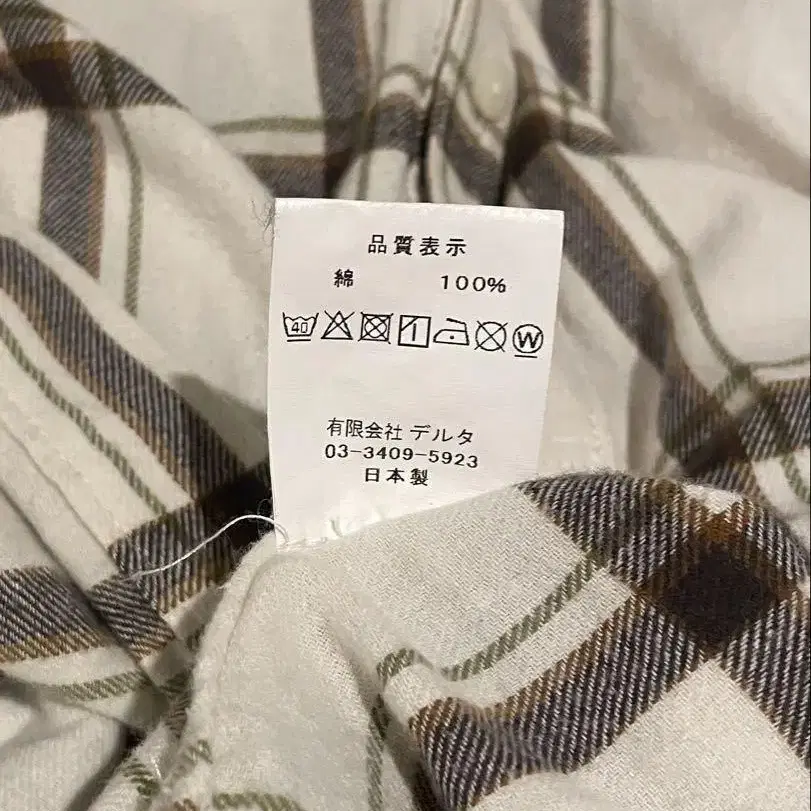 品質表示
綿 100%
40 W
有限会社 デルタ
03-3409-5923
日本製